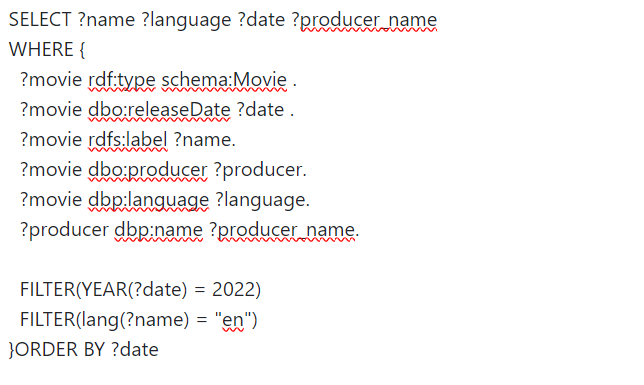 SELECT ?name ?language ?date ?producer_name
WHERE {
?movie rdf:type schema:Movie .
?movie dbo:releaseDate ?date .
?movie rdfs:label ?name.
?movie dbo:producer ?producer.
?movie dbp:language ?language.
?producer dbp:name ?producer_name.
FILTER(YEAR(?date) = 2022)
FILTER(lang(?name) = "en")
}ORDER BY ?date